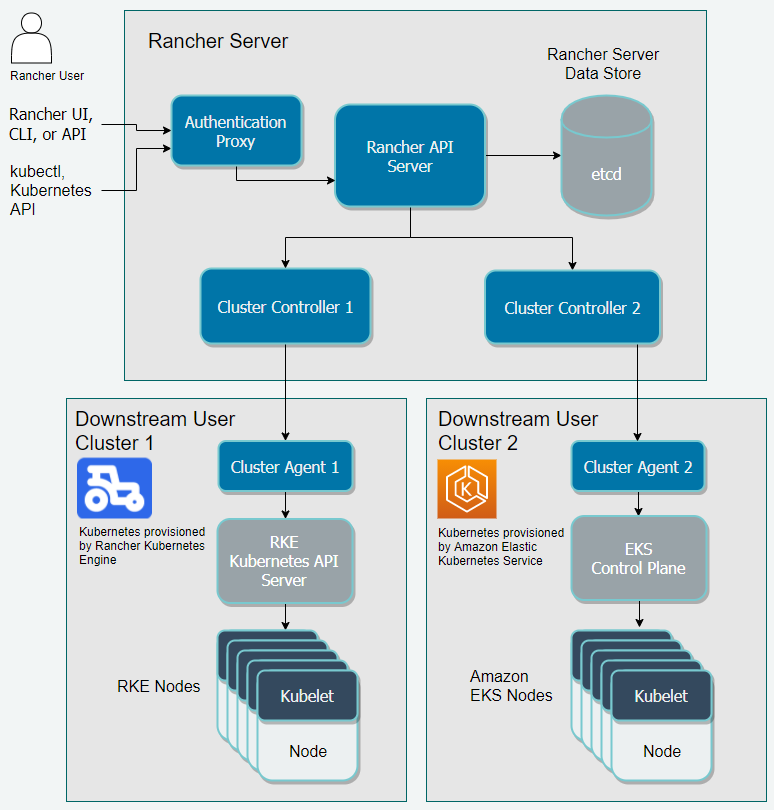 Rancher Server
Rancher User
Rancher Server
Data Store
Rancher UI,
CLI, or API
Authentication
Proxy
Rancher API
Server
etcd
kubectl,
Kubernetes
API
Cluster Controller 1
Cluster Controller 2
Downstream User
Cluster 1
Cluster Agent 1
Kubernetes provisioned
by Rancher Kubernetes
Engine
RKE
Kubernetes API
Server
RKE Nodes
Kubelet
Node
Downstream User
Cluster 2
K
Cluster Agent 2
Kubernetes provisioned
by Amazon Elastic
Kubernetes Service
EKS
Control Plane
Amazon
EKS Nodes
Kubelet
Node